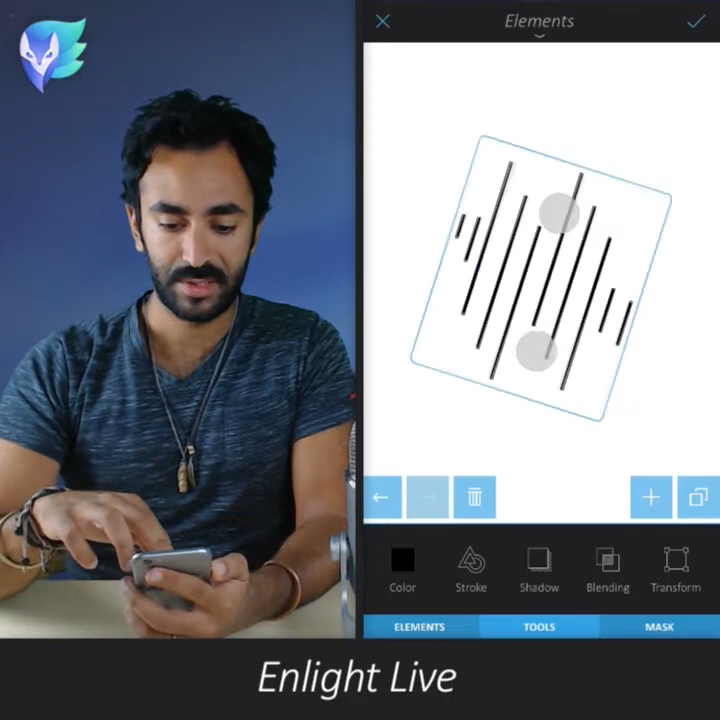 Elements
Color
Stroke
Shadow
Blending
Transform
ELEMENTS
TOOLS
MASK
Enlight Live